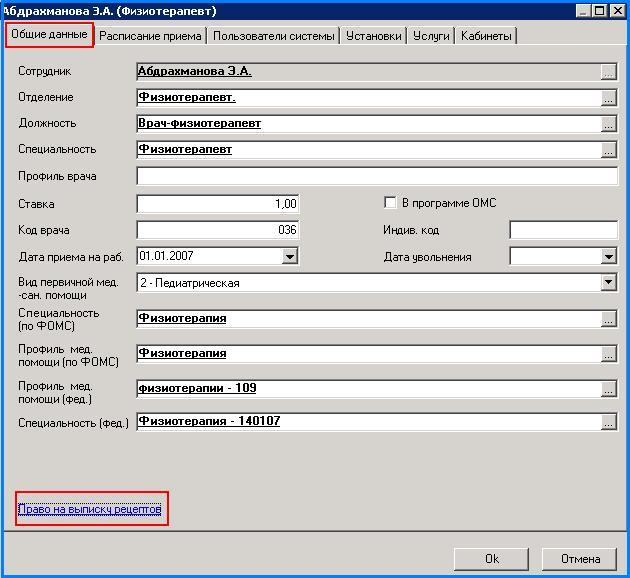 Абдрахманова Э.А. (Физиотерапевт)
Общие данные Расписание приема Пользователи системы Установки Услуги Кабинеты
Сотрудник Абдрахманова Э.А. ...
Отделение Физиотерапевт. ...
Должность Врач-физиотерапевт ...
Специальность Физиотерапевт ...
Профиль врача
Ставка 1,00 В программе ОМС
Код врача 036 Индив. код
Дата приема на раб. 01.01.2007 Дата увольнения
Вид первичной мед.
-сан. помощи 2 - Педиатрическая
Специальность
(по ФОМС) Физиотерапия ...
Профиль мед.
помощи (по ФОМС) Физиотерапия ...
Профиль мед.
помощи (фед.) физиотерапии - 109 ...
Специальность (фед.) Физиотерапия - 140107 ...
Право на выписку рецептов
Ok Отмена